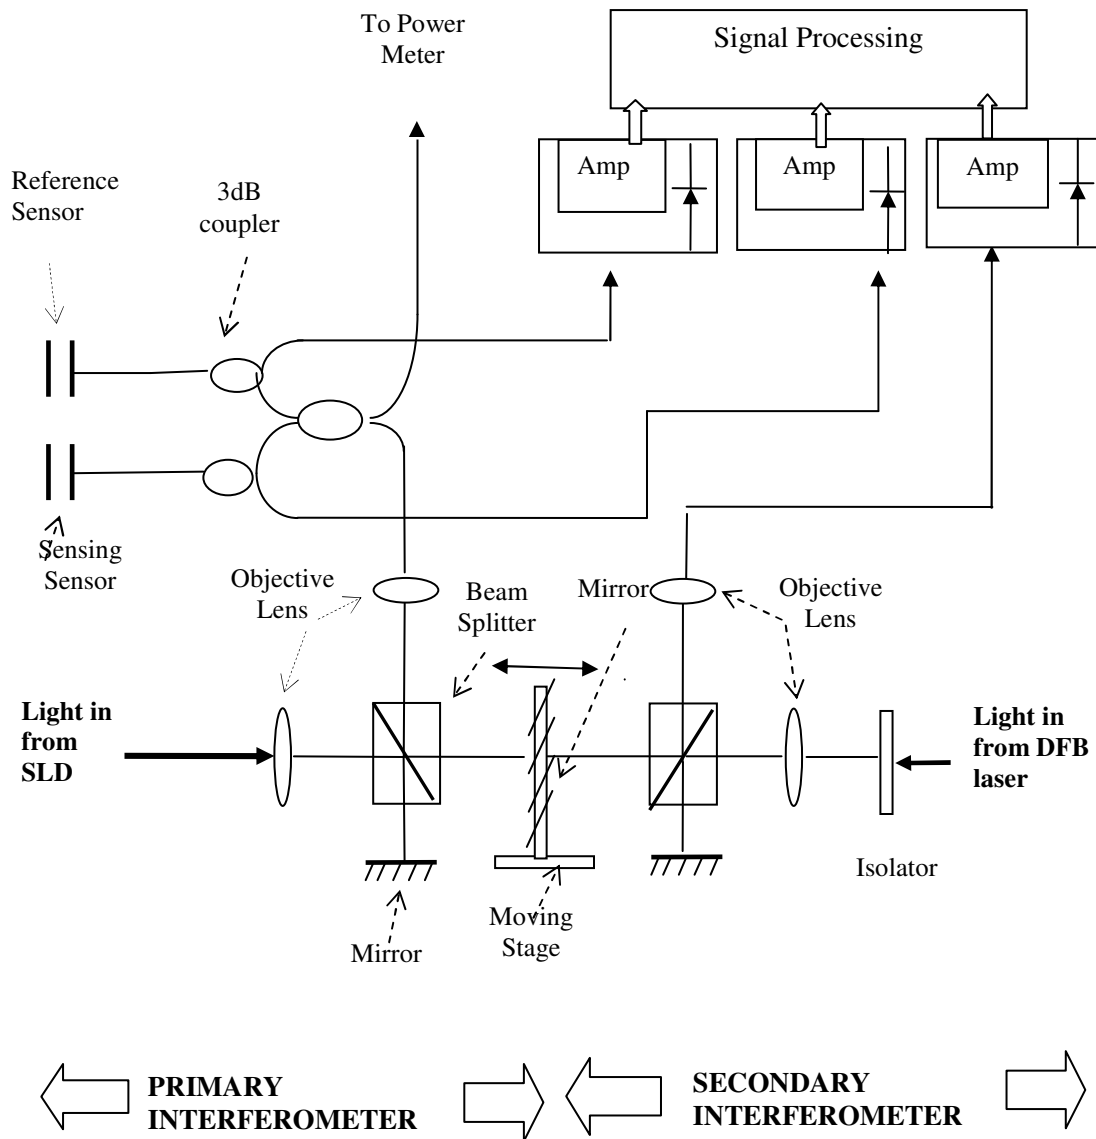 To Power
Meter
Signal Processing
Amp
Amp
Amp
Reference
Sensor
3dB
coupler
Sensing
Sensor
Objective
Lens
Beam
Splitter
Mirror
Objective
Lens
Light in
from
SLD
Light in
from DFB
laser
Isolator
Moving
Stage
Mirror
PRIMARY
INTERFEROMETER
SECONDARY
INTERFEROMETER